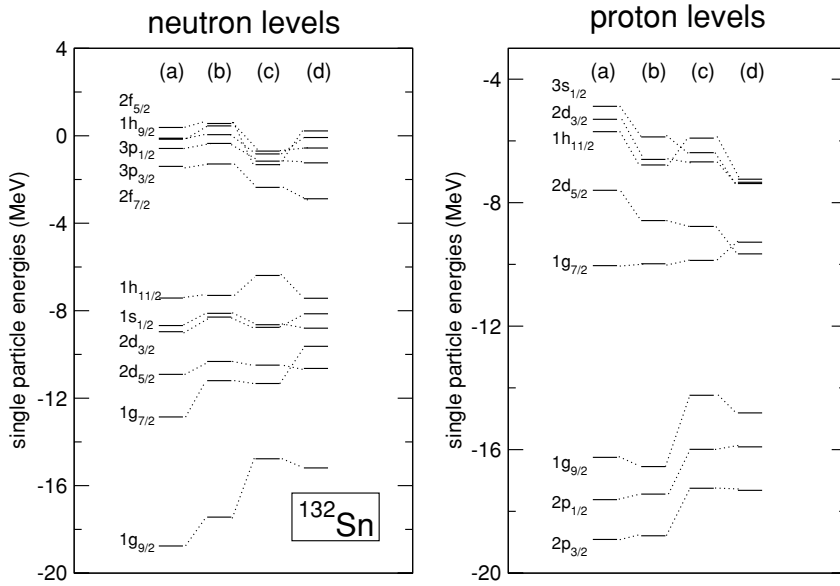 neutron levels
single particle energies (MeV)
4
0
-4
-8
-12
-16
-20
(a) (b) (c) (d)
2f5/2
1h9/2
3p1/2
3p3/2
2f7/2
1h11/2
1s1/2
2d3/2
2d5/2
1g7/2
1g9/2
132Sn
proton levels
single particle energies (MeV)
-4
-8
-12
-16
-20
(a) (b) (c) (d)
3s1/2
2d3/2
1h11/2
2d5/2
1g7/2
1g9/2
2p1/2
2p3/2